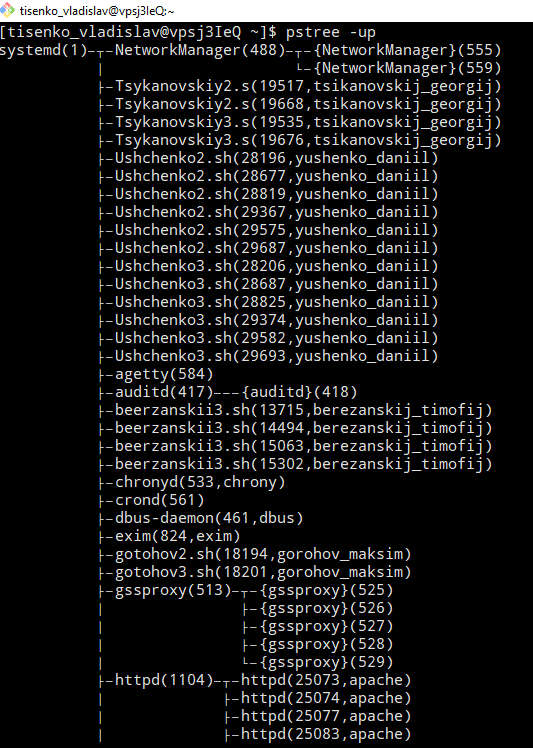 tisenko_vladislav@vpsj3leQ:~
[tisenko_vladislav@vpsj3IeQ ~]$ pstree -up
systemd(1)─┬─NetworkManager(488)─┬─{NetworkManager}(555)
           │                     └─{NetworkManager}(559)
           ├─Tsykanovskiy2.s(19517,tsikanovskij_georgij)
           ├─Tsykanovskiy2.s(19668,tsikanovskij_georgij)
           ├─Tsykanovskiy3.s(19535,tsikanovskij_georgij)
           ├─Tsykanovskiy3.s(19676,tsikanovskij_georgij)
           ├─Ushchenko2.sh(28196,yushenko_daniil)
           ├─Ushchenko2.sh(28677,yushenko_daniil)
           ├─Ushchenko2.sh(28819,yushenko_daniil)
           ├─Ushchenko2.sh(29367,yushenko_daniil)
           ├─Ushchenko2.sh(29575,yushenko_daniil)
           ├─Ushchenko2.sh(29687,yushenko_daniil)
           ├─Ushchenko3.sh(28206,yushenko_daniil)
           ├─Ushchenko3.sh(28687,yushenko_daniil)
           ├─Ushchenko3.sh(28825,yushenko_daniil)
           ├─Ushchenko3.sh(29374,yushenko_daniil)
           ├─Ushchenko3.sh(29582,yushenko_daniil)
           ├─Ushchenko3.sh(29693,yushenko_daniil)
           ├─agetty(584)
           ├─auditd(417)───{auditd}(418)
           ├─beerzanskii3.sh(13715,berezanskij_timofij)
           ├─beerzanskii3.sh(14494,berezanskij_timofij)
           ├─beerzanskii3.sh(15063,berezanskij_timofij)
           ├─beerzanskii3.sh(15302,berezanskij_timofij)
           ├─chronyd(533,chrony)
           ├─crond(561)
           ├─dbus-daemon(461,dbus)
           ├─exim(824,exim)
           ├─gotohov2.sh(18194,gorohov_maksim)
           ├─gotohov3.sh(18201,gorohov_maksim)
           ├─gssproxy(513)─┬─{gssproxy}(525)
           │               ├─{gssproxy}(526)
           │               ├─{gssproxy}(527)
           │               ├─{gssproxy}(528)
           │               └─{gssproxy}(529)
           ├─httpd(1104)─┬─httpd(25073,apache)
           │             ├─httpd(25074,apache)
           │             ├─httpd(25077,apache)
           │             ├─httpd(25083,apache)